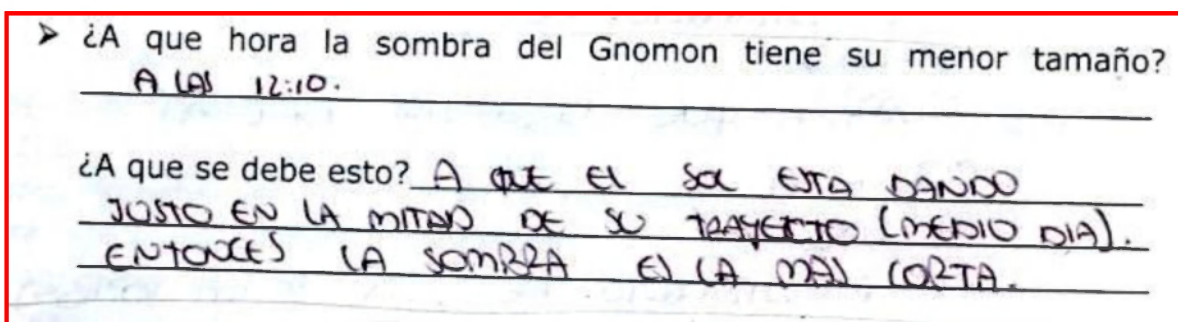 ➤ ¿A que hora la sombra del Gnomon tiene su menor tamaño?
A LAS 12:10.
¿A que se debe esto? A QUE EL SOL ESTA DANDO
JUSTO EN LA MITAD DE SU TRAYECTO (MEDIO DIA).
ENTONCES LA SOMBRA ES LA MAS CORTA.